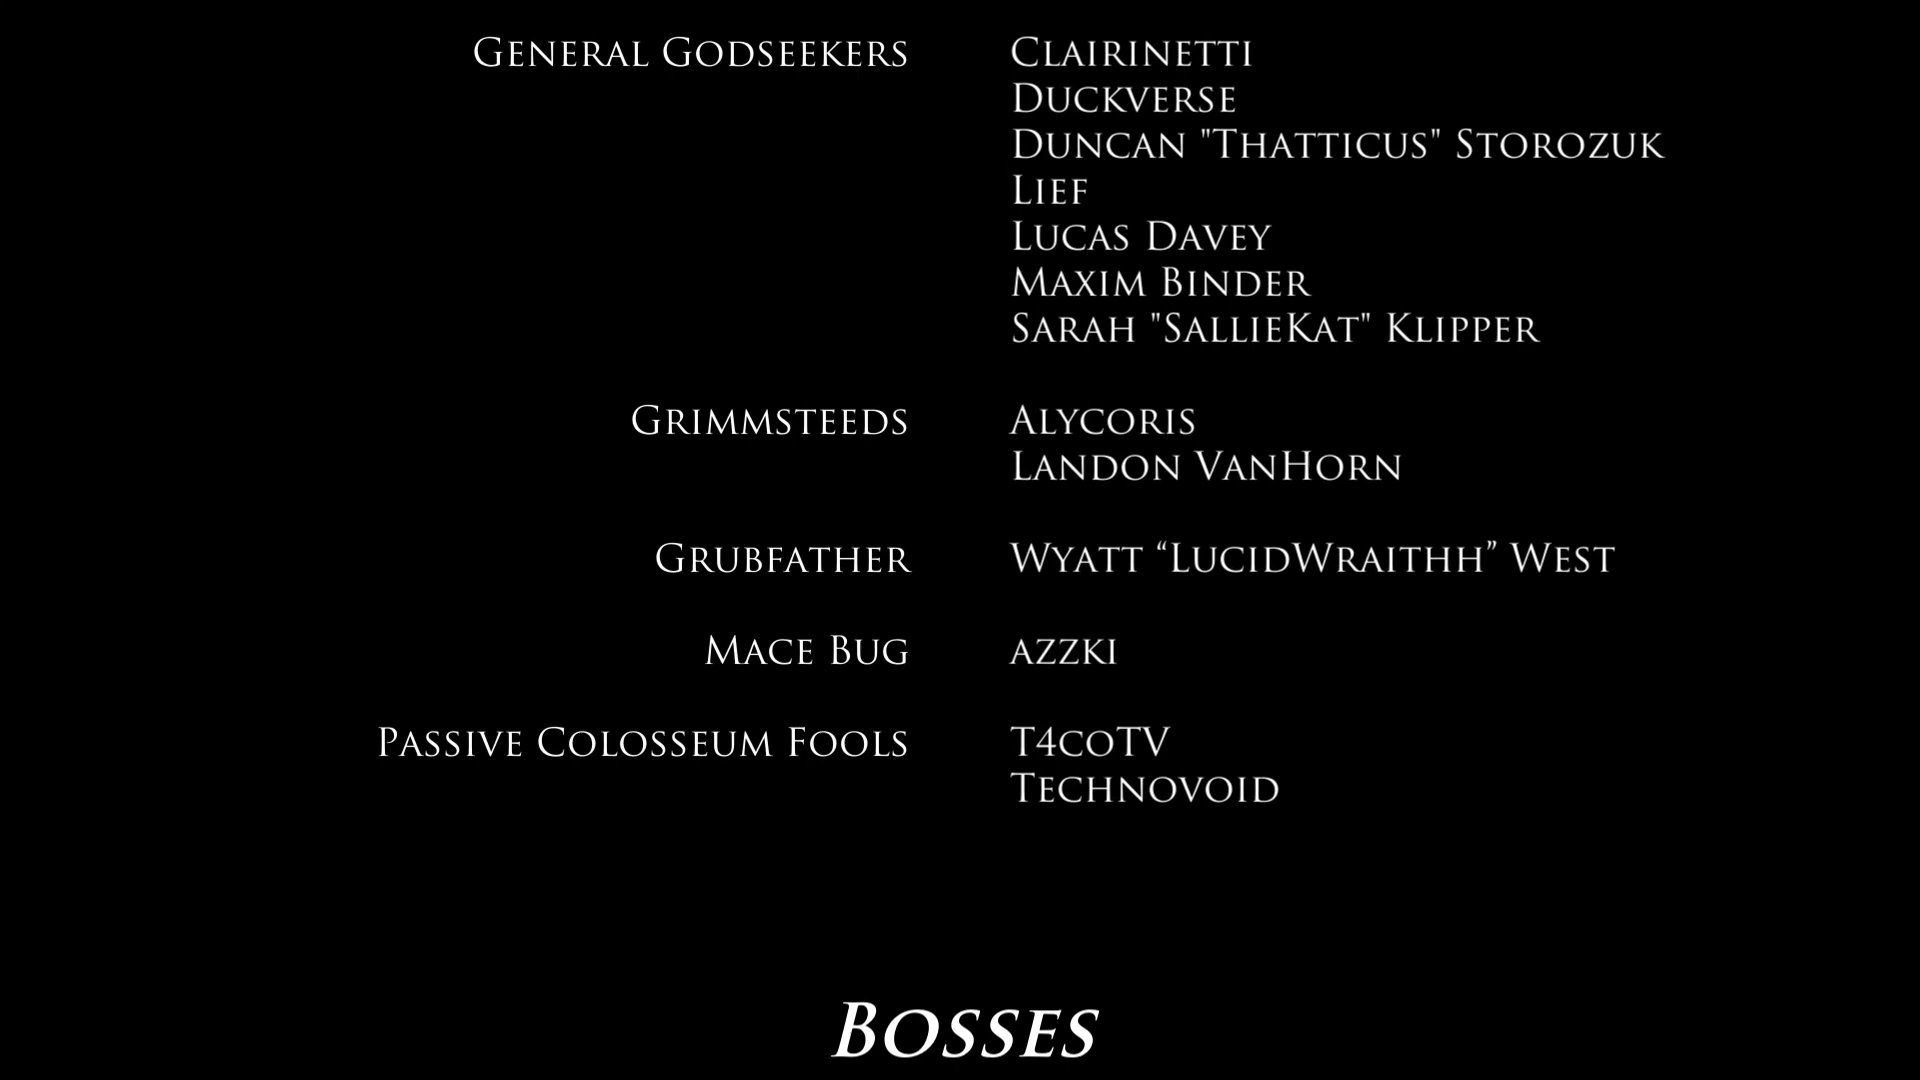 General Godseekers Clairinetti
Duckverse
Duncan "Thatticus" Storozuk
Lief
Lucas Davey
Maxim Binder
Sarah "SallieKat" Klipper
Grimmsteeds Alycoris
Landon VanHorn
Grubfather Wyatt “LucidWraithh” West
Mace Bug azzki
Passive Colosseum Fools T4coTV
Technovoid
Bosses